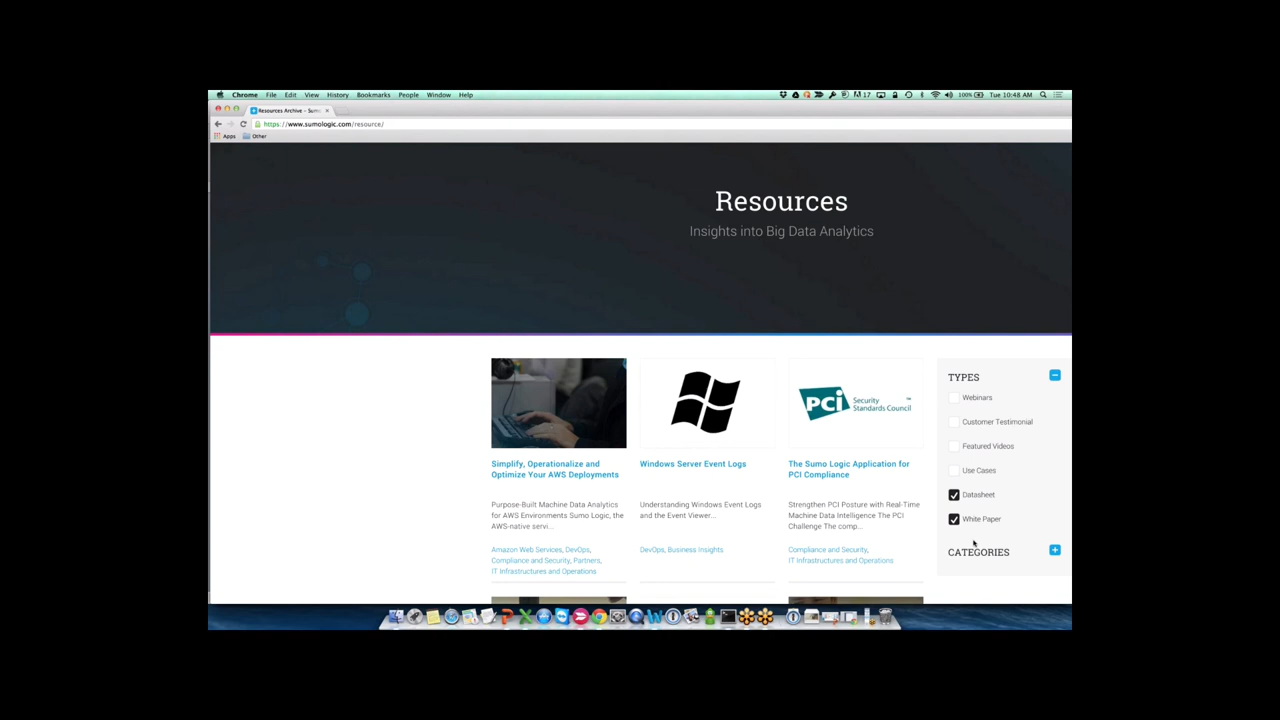 Chrome File Edit View History Bookmarks People Window Help
17 100% Tue 10:48 AM
Resources Archive - Sumo
https://www.sumologic.com/resource/
Apps Other
Resources
Insights into Big Data Analytics
PCI Security Standards Council ™
Simplify, Operationalize and
Optimize Your AWS Deployments
Purpose-Built Machine Data Analytics
for AWS Environments Sumo Logic, the
AWS-native servi...
Amazon Web Services, DevOps,
Compliance and Security, Partners,
IT Infrastructures and Operations
Windows Server Event Logs
Understanding Windows Event Logs
and the Event Viewer...
DevOps, Business Insights
The Sumo Logic Application for
PCI Compliance
Strengthen PCI Posture with Real-Time
Machine Data Intelligence The PCI
Challenge The comp...
Compliance and Security,
IT Infrastructures and Operations
TYPES
Webinars
Customer Testimonial
Featured Videos
Use Cases
Datasheet
White Paper
CATEGORIES